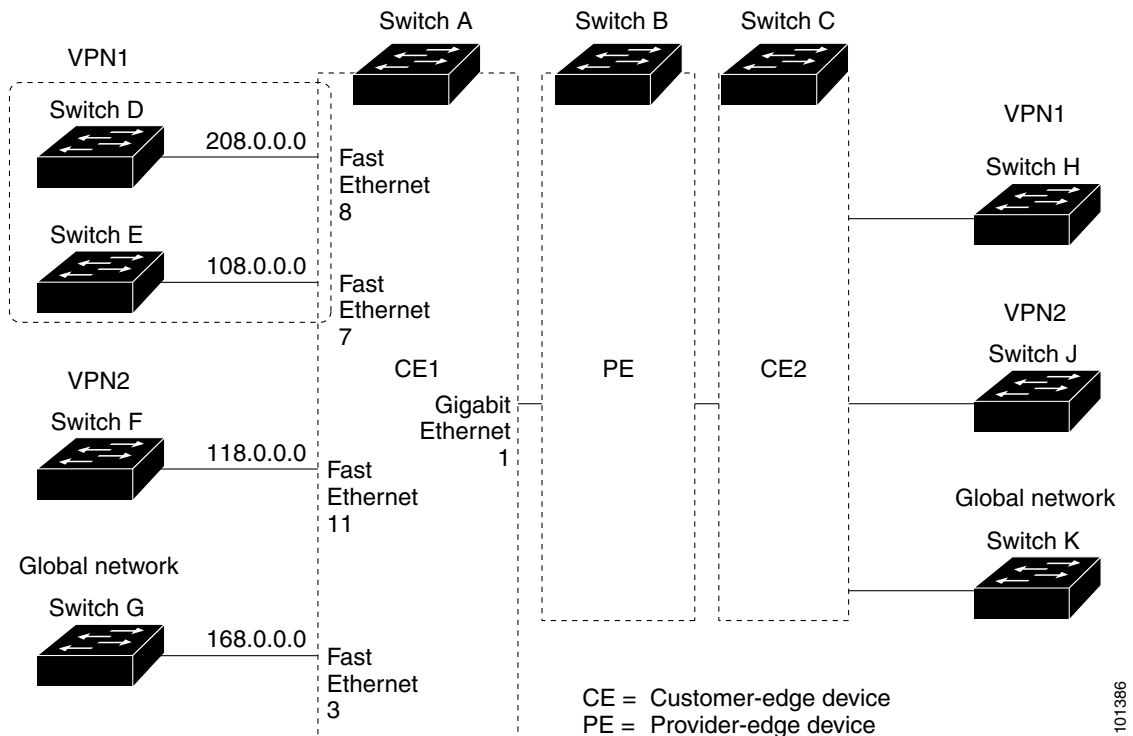 Switch A
Switch B
Switch C
VPN1
Switch D
208.0.0.0
Fast
Ethernet
8
Switch E
108.0.0.0
Fast
Ethernet
7
VPN2
Switch F
118.0.0.0
Fast
Ethernet
11
Global network
Switch G
168.0.0.0
Fast
Ethernet
3
CE1
Gigabit
Ethernet
1
PE
CE2
VPN1
Switch H
VPN2
Switch J
Global network
Switch K
CE = Customer-edge device
PE = Provider-edge device
101386